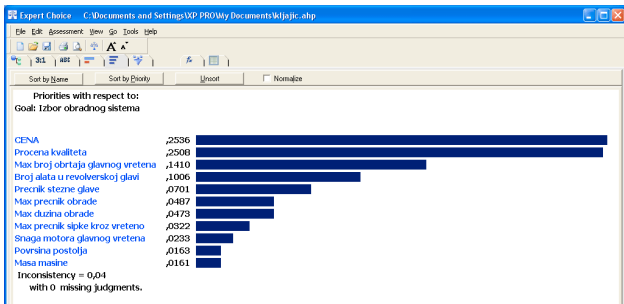 Expert Choice C:\Documents and Settings\XP PRO\My Documents\kljajic.ahp
File Edit Assessment View Go Tools Help
3:1 ABC
Sort by Name Sort by Priority Unsort Normalize
Priorities with respect to:
Goal: Izbor obradnog sistema
CENA ,2536
Procena kvaliteta ,2508
Max broj obrtaja glavnog vretena ,1410
Broj alata u revolverskoj glavi ,1006
Precnik stezne glave ,0701
Max precnik obrade ,0487
Max duzina obrade ,0473
Max precnik sipke kroz vreteno ,0322
Snaga motora glavnog vretena ,0233
Povrsina postolja ,0163
Masa masine ,0161
Inconsistency = 0,04
with 0 missing judgments.